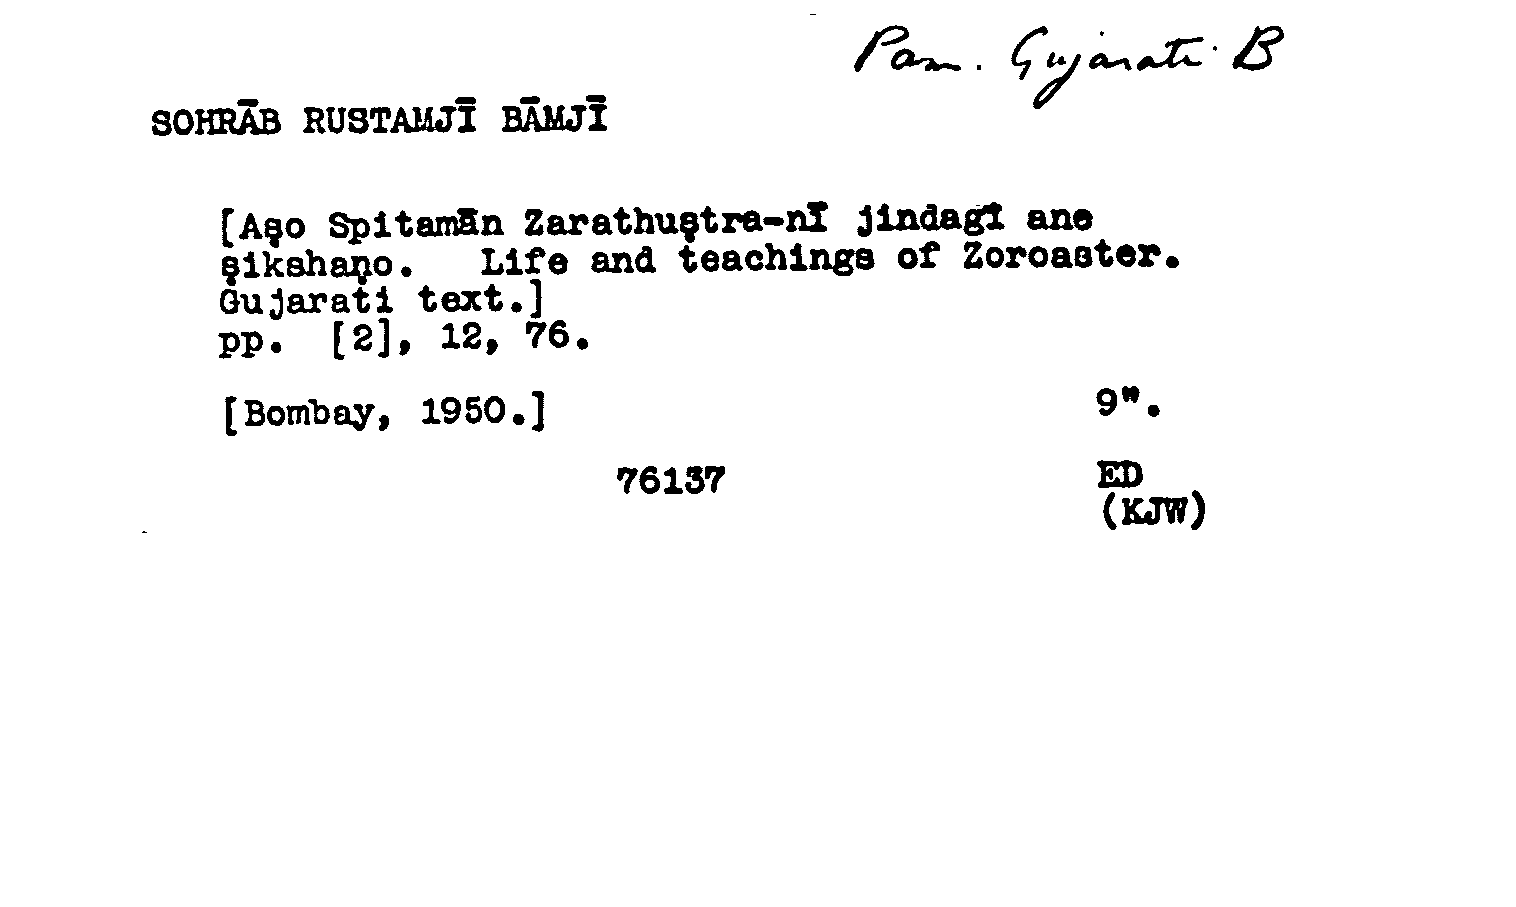 Pam. Gujarati B
SOHRĀB RUSTAMJĪ BĀMJĪ
[Aṣo Spitamān Zarathuṣtra-nī jindagī ane
ṣikshaṇo. Life and teachings of Zoroaster.
Gujarati text.]
pp. [2], 12, 76.
[Bombay, 1950.] 9".
76137 ED
(KJW)